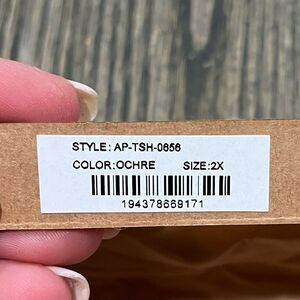 STYLE: AP-TSH-0656
COLOR:OCHRE SIZE:2X
194378669171